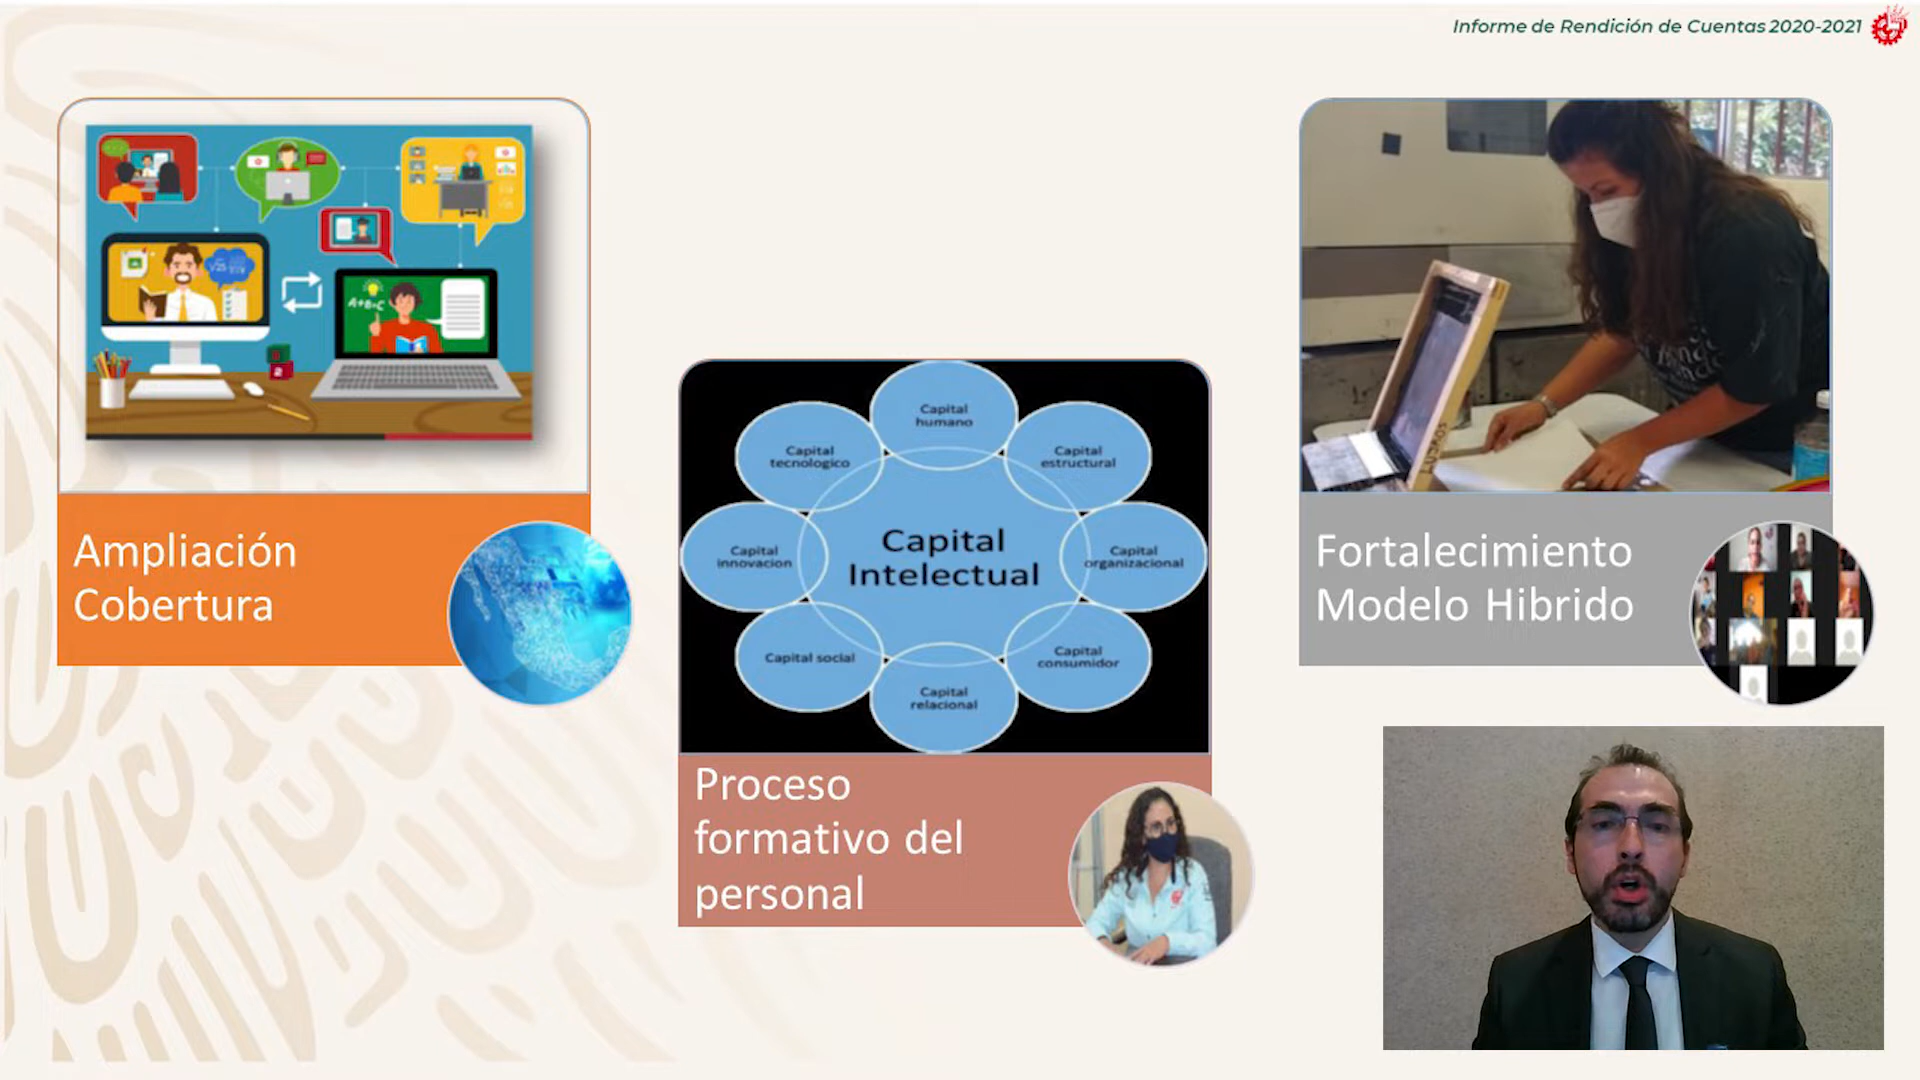 Informe de Rendición de Cuentas 2020-2021
A+B=C
Ampliación
Cobertura
Capital
humano
Capital
tecnologico
Capital
estructural
Capital
innovacion
Capital
Intelectual
Capital
organizacional
Capital social
Capital
consumidor
Capital
relacional
Proceso
formativo del
personal
Fortalecimiento
Modelo Hibrido